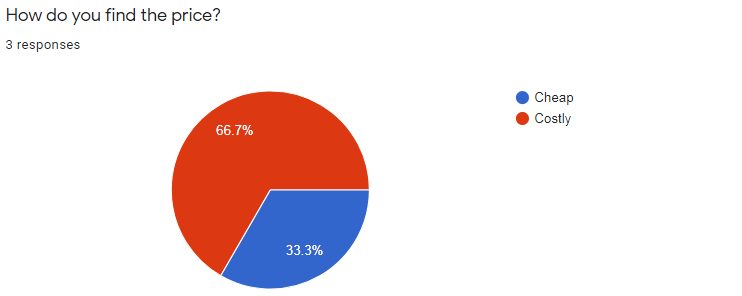 How do you find the price?
3 responses
66.7%
33.3%
Cheap
Costly